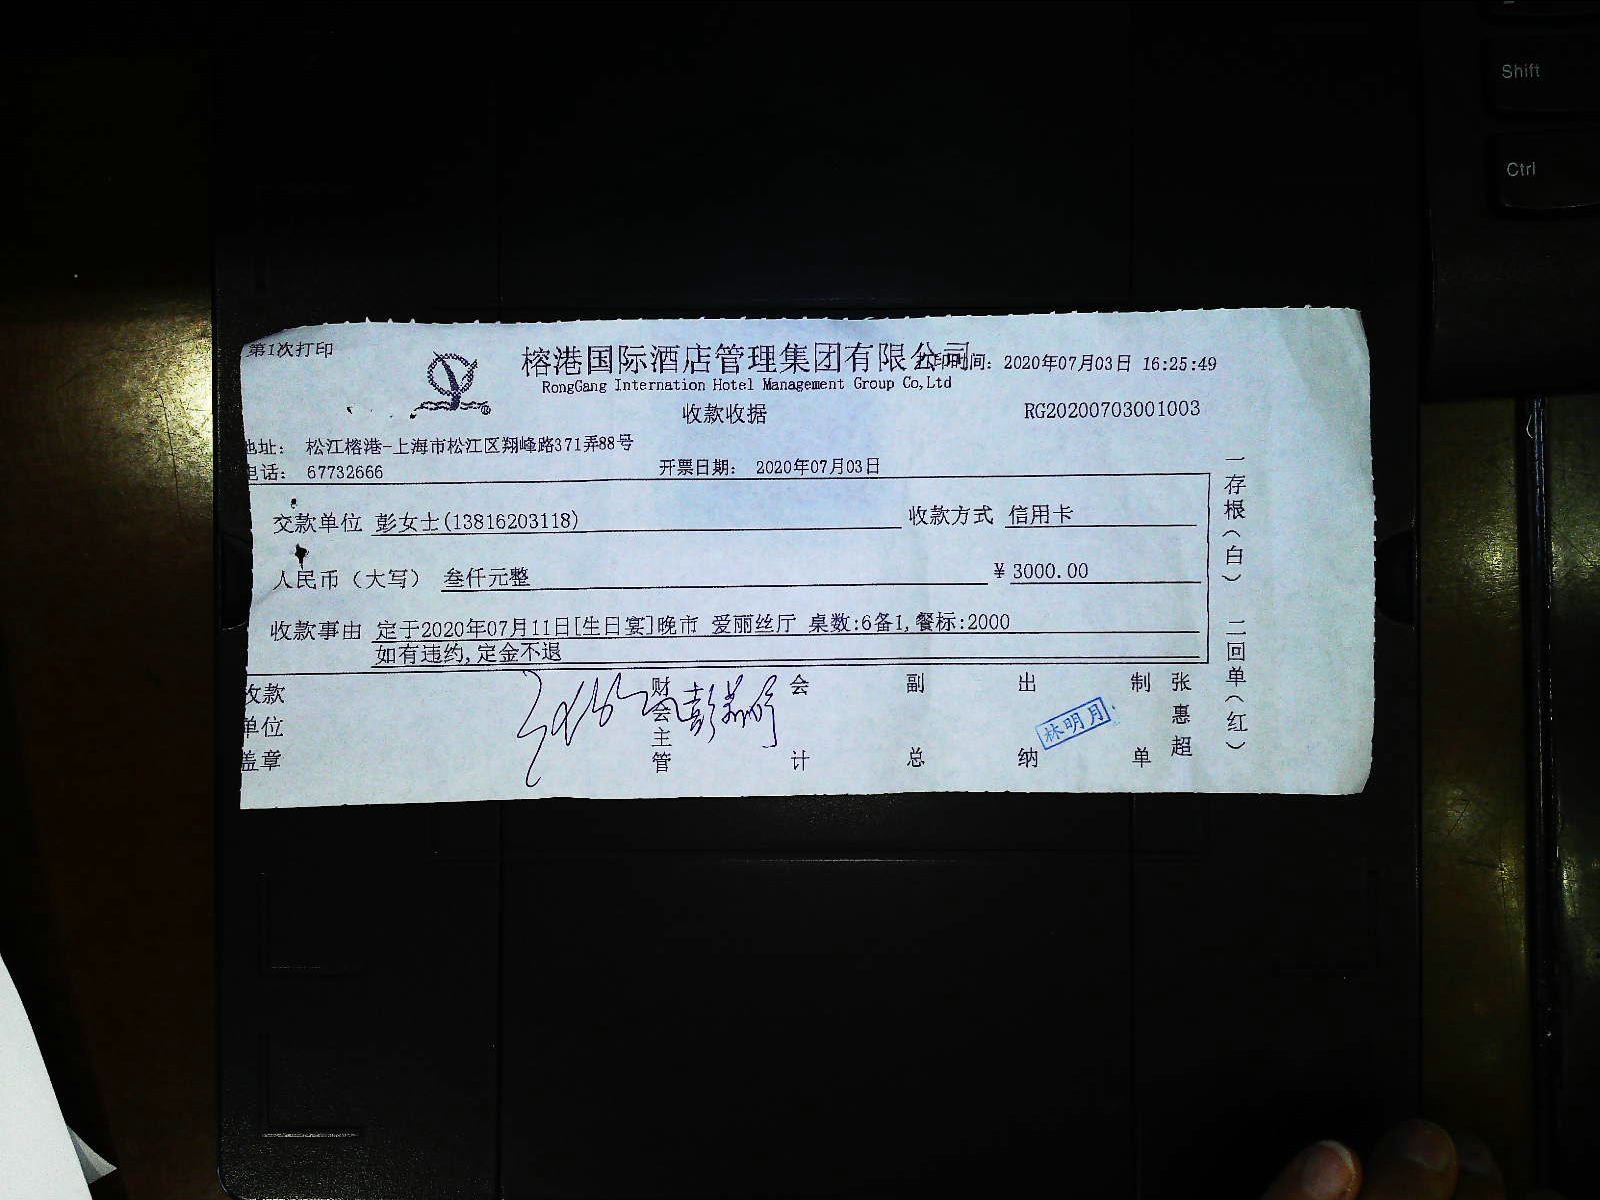 Shift
Ctrl
第1次打印
榕港国际酒店管理集团有限公司
打印时间: 2020年07月03日 16:25:49
RongGang Internation Hotel Management Group Co,Ltd
收款收据
RG20200703001003
地址: 松江榕港-上海市松江区翔峰路371弄88号
电话: 67732666
开票日期: 2020年07月03日
交款单位 彭女士(13816203118) 收款方式 信用卡
人民币（大写） 叁仟元整 ¥3000.00
收款事由 定于2020年07月11日[生日宴]晚市 爱丽丝厅 桌数:6备1,餐标:2000
如有违约,定金不退
收款单位盖章
财会主管
会计
副总
出纳
林明月
制单
张惠超
一存根（白） 二回单（红）